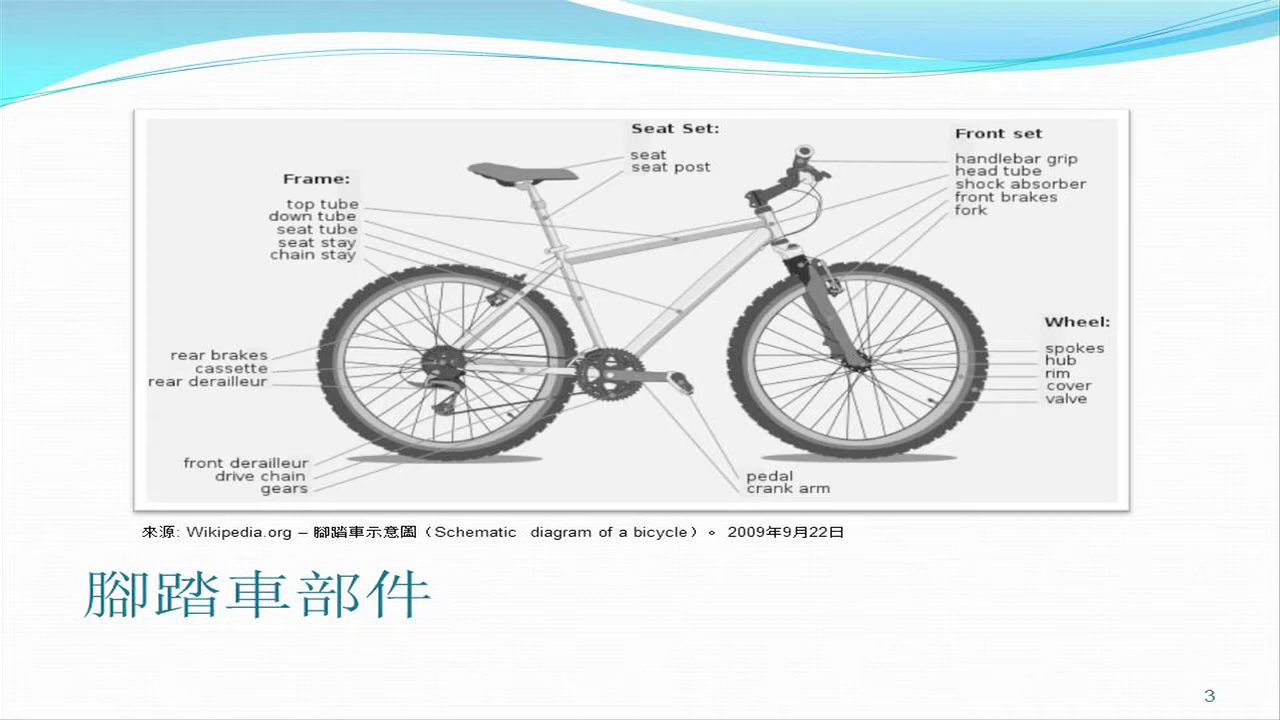 Seat Set:
seat
seat post
Front set
handlebar grip
head tube
shock absorber
front brakes
fork
Frame:
top tube
down tube
seat tube
seat stay
chain stay
Wheel:
spokes
hub
rim
cover
valve
rear brakes
cassette
rear derailleur
front derailleur
drive chain
gears
pedal
crank arm
來源: Wikipedia.org – 腳踏車示意圖（Schematic diagram of a bicycle）。 2009年9月22日
腳踏車部件
3